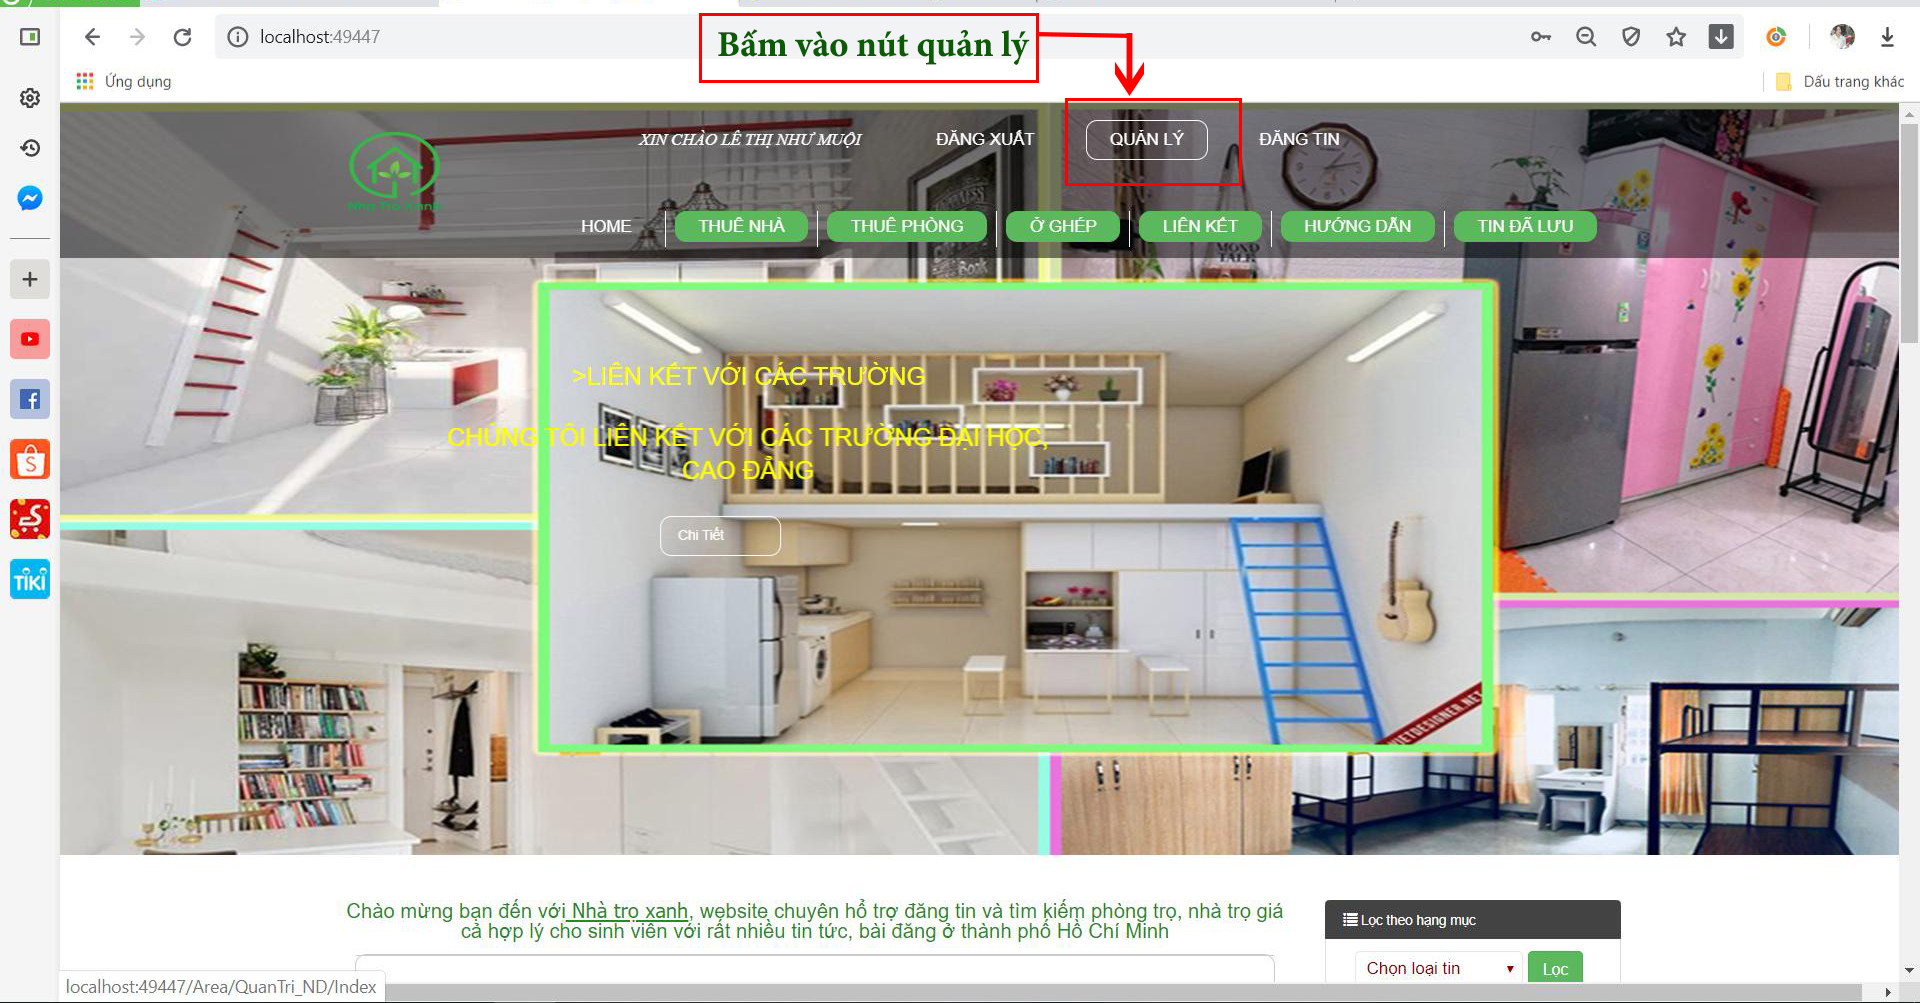 localhost:49447
Bấm vào nút quản lý
Ứng dụng
Dấu trang khác
XIN CHÀO LÊ THỊ NHƯ MUỘI
ĐĂNG XUẤT
QUẢN LÝ
ĐĂNG TIN
Nhà Trọ Xanh
HOME
THUÊ NHÀ
THUÊ PHÒNG
Ở GHÉP
LIÊN KẾT
HƯỚNG DẪN
TIN ĐÃ LƯU
>LIÊN KẾT VỚI CÁC TRƯỜNG
CHÚNG TÔI LIÊN KẾT VỚI CÁC TRƯỜNG ĐẠI HỌC,
CAO ĐẲNG
Chi Tiết
VIETDESIGNER.NET
TIKI
Chào mừng bạn đến với Nhà trọ xanh, website chuyên hổ trợ đăng tin và tìm kiếm phòng trọ, nhà trọ giá
cả hợp lý cho sinh viên với rất nhiều tin tức, bài đăng ở thành phố Hồ Chí Minh
Lọc theo hạng mục
Chọn loại tin
Lọc
localhost:49447/Area/QuanTri_ND/Index